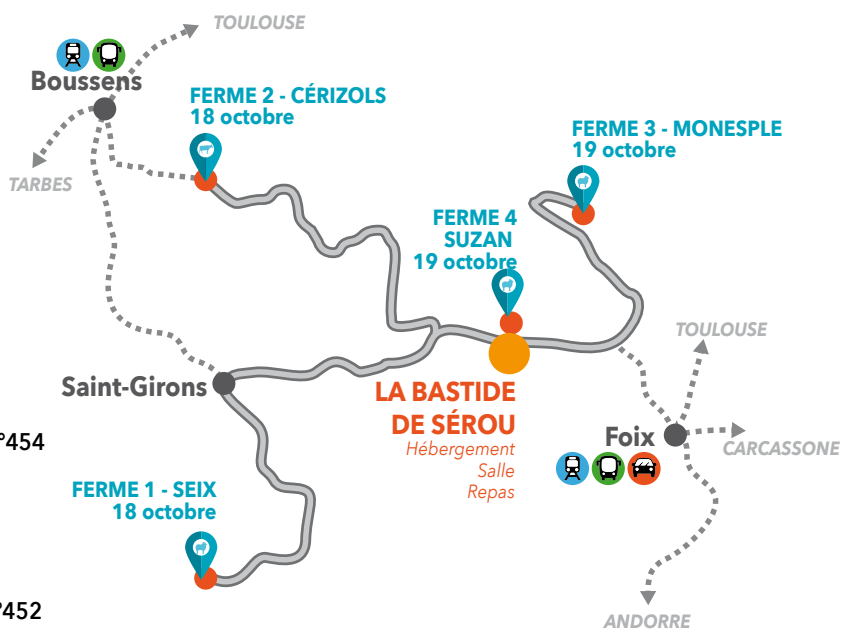 TOULOUSE
Boussens
FERME 2 - CÉRIZOLS
18 octobre
FERME 3 - MONESPLE
19 octobre
TARBES
FERME 4
SUZAN
19 octobre
TOULOUSE
Saint-Girons
LA BASTIDE
DE SÉROU
Hébergement
Salle
Repas
Foix
CARCASSONE
°454
FERME 1 - SEIX
18 octobre
°452
ANDORRE